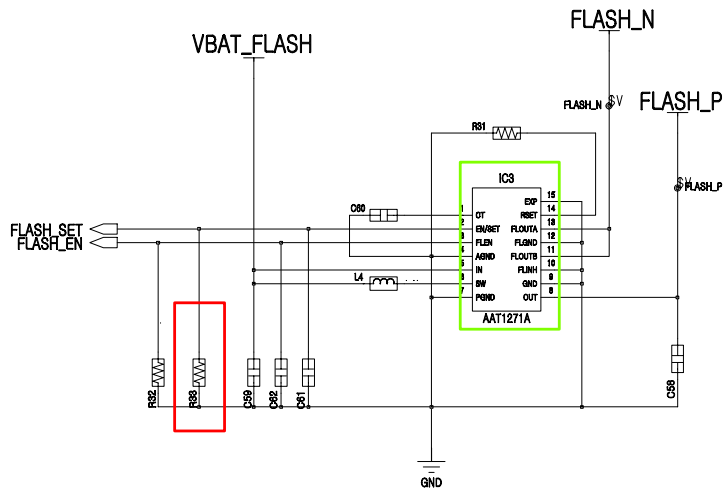 FLASH_N
VBAT_FLASH
FLASH_P
FLASH_N
R31
IC3
FLASH_P
C60
1 OT
2 EN/SET
3 FLEN
4 AGND
5 IN
6 SW
7 PGND
EXP 15
RSET 14
FLOUTA 13
FLGND 12
FLOUTB 11
FLINH 10
GND 9
OUT 8
FLASH_SET
FLASH_EN
L4
AAT1271A
R32
R33
C59
C62
C61
C58
GND